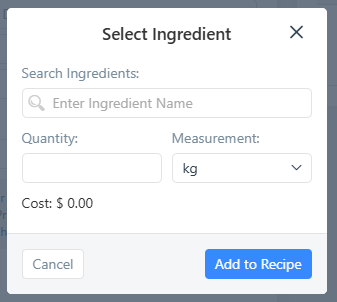 Select Ingredient
Search Ingredients:
Enter Ingredient Name
Quantity: Measurement:
kg
Cost: $ 0.00
Cancel Add to Recipe